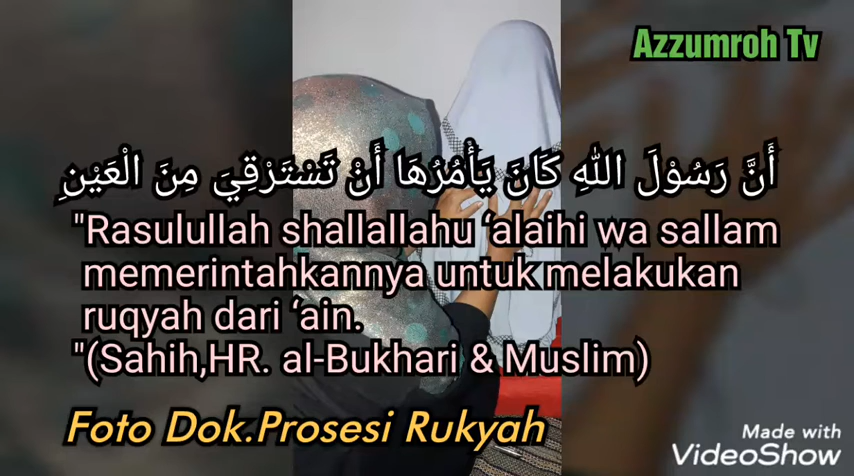 Azzumroh Tv
أَنَّ رَسُوْلَ اللّٰهِ كَانَ يَأْمُرُهَا أَنْ تَسْتَرْقِيَ مِنَ الْعَيْنِ
"Rasulullah shallallahu ‘alaihi wa sallam
memerintahkannya untuk melakukan
ruqyah dari ‘ain.
"(Sahih,HR. al-Bukhari & Muslim)
Foto Dok.Prosesi Rukyah
Made with
VideoShow